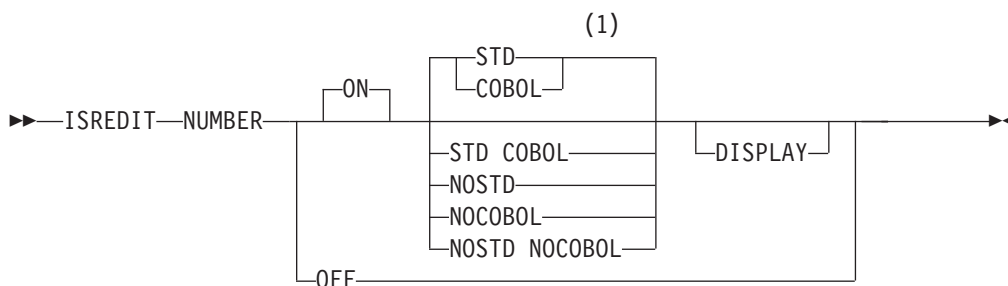 (1)
STD
ON COBOL
ISREDIT NUMBER
STD COBOL DISPLAY
NOSTD
NOCOBOL
NOSTD NOCOBOL
OFF